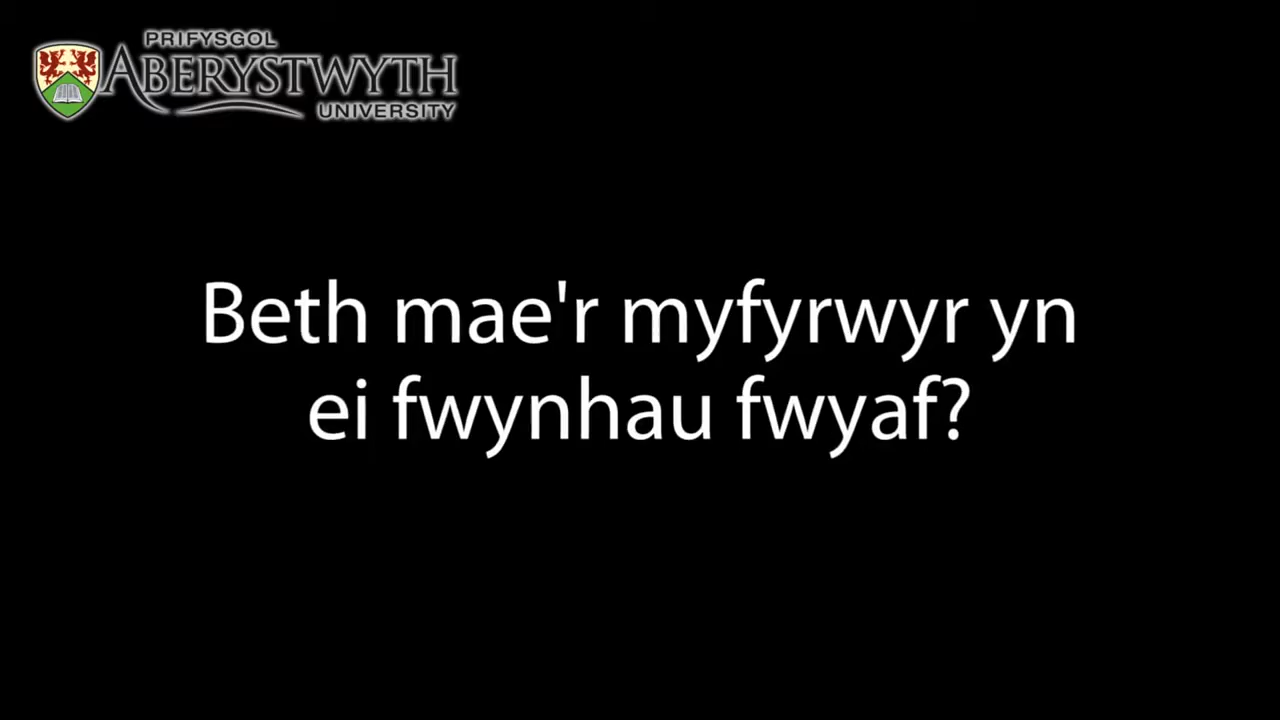 PRIFYSGOL
ABERYSTWYTH
UNIVERSITY
Beth mae'r myfyrwyr yn
ei fwynhau fwyaf?